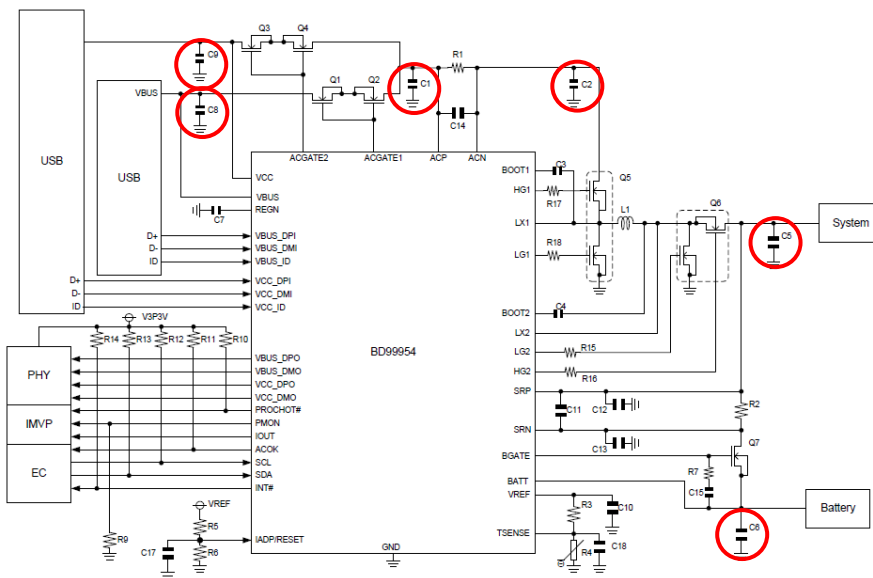 Q3 Q4
C9
Q1 Q2
C1
R1
C2
VBUS
C8
C14
USB
USB
ACGATE2 ACGATE1 ACP ACN
VCC
BOOT1
C3
Q5
VBUS
HG1
R17
Q6
REGN
C7
LX1
L1
System
D+
VBUS_DPI
C5
D-
VBUS_DMI
LG1
R18
ID
VBUS_ID
D+
VCC_DPI
D-
VCC_DMI
ID
VCC_ID
BOOT2
C4
V3P3V
LX2
R14 R13 R12 R11 R10
BD99954
LG2
R15
VBUS_DPO
PHY
VBUS_DMO
HG2
R16
VCC_DPO
VCC_DMO
SRP
PROCHOT#
C11
C12
R2
IMVP
PMON
IOUT
SRN
ACOK
C13
Q7
EC
SCL
BGATE
SDA
R7
INT#
BATT
C15
VREF
VREF
R3
C10
Battery
R5
R9
C17
R6
IADP/RESET
TSENSE
R4
C18
C6
GND